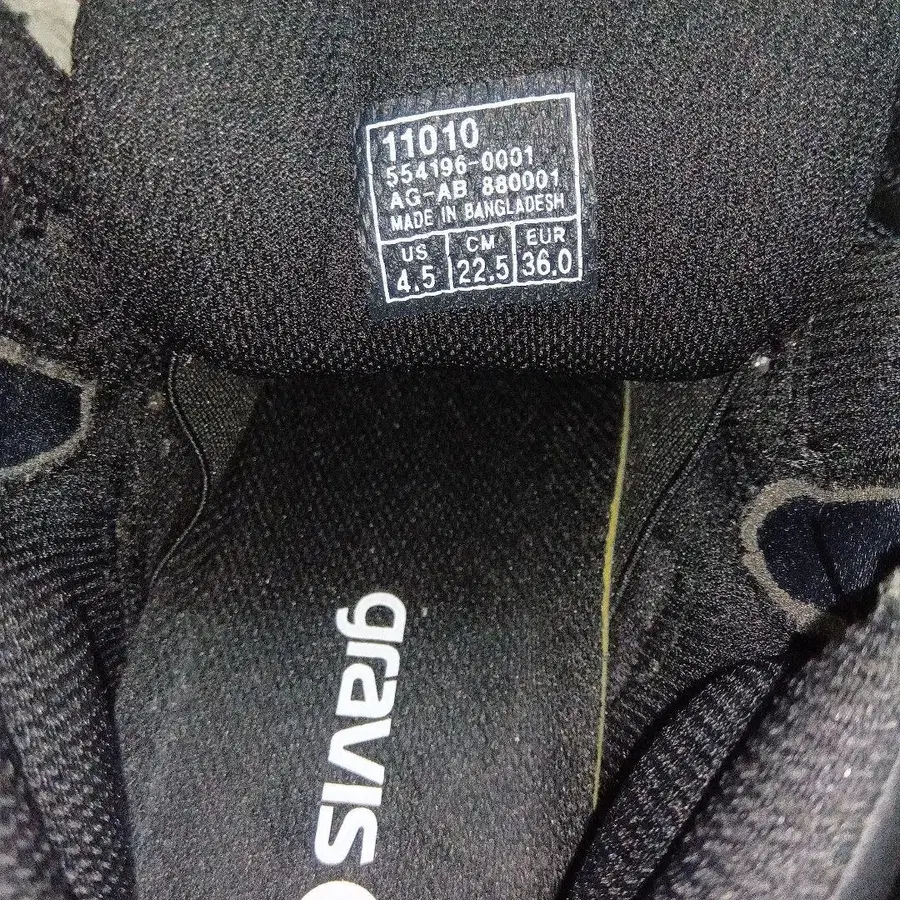 11010
554196-0001
AG-AB 880001
MADE IN BANGLADESH
US CM EUR
4.5 22.5 36.0
gravis